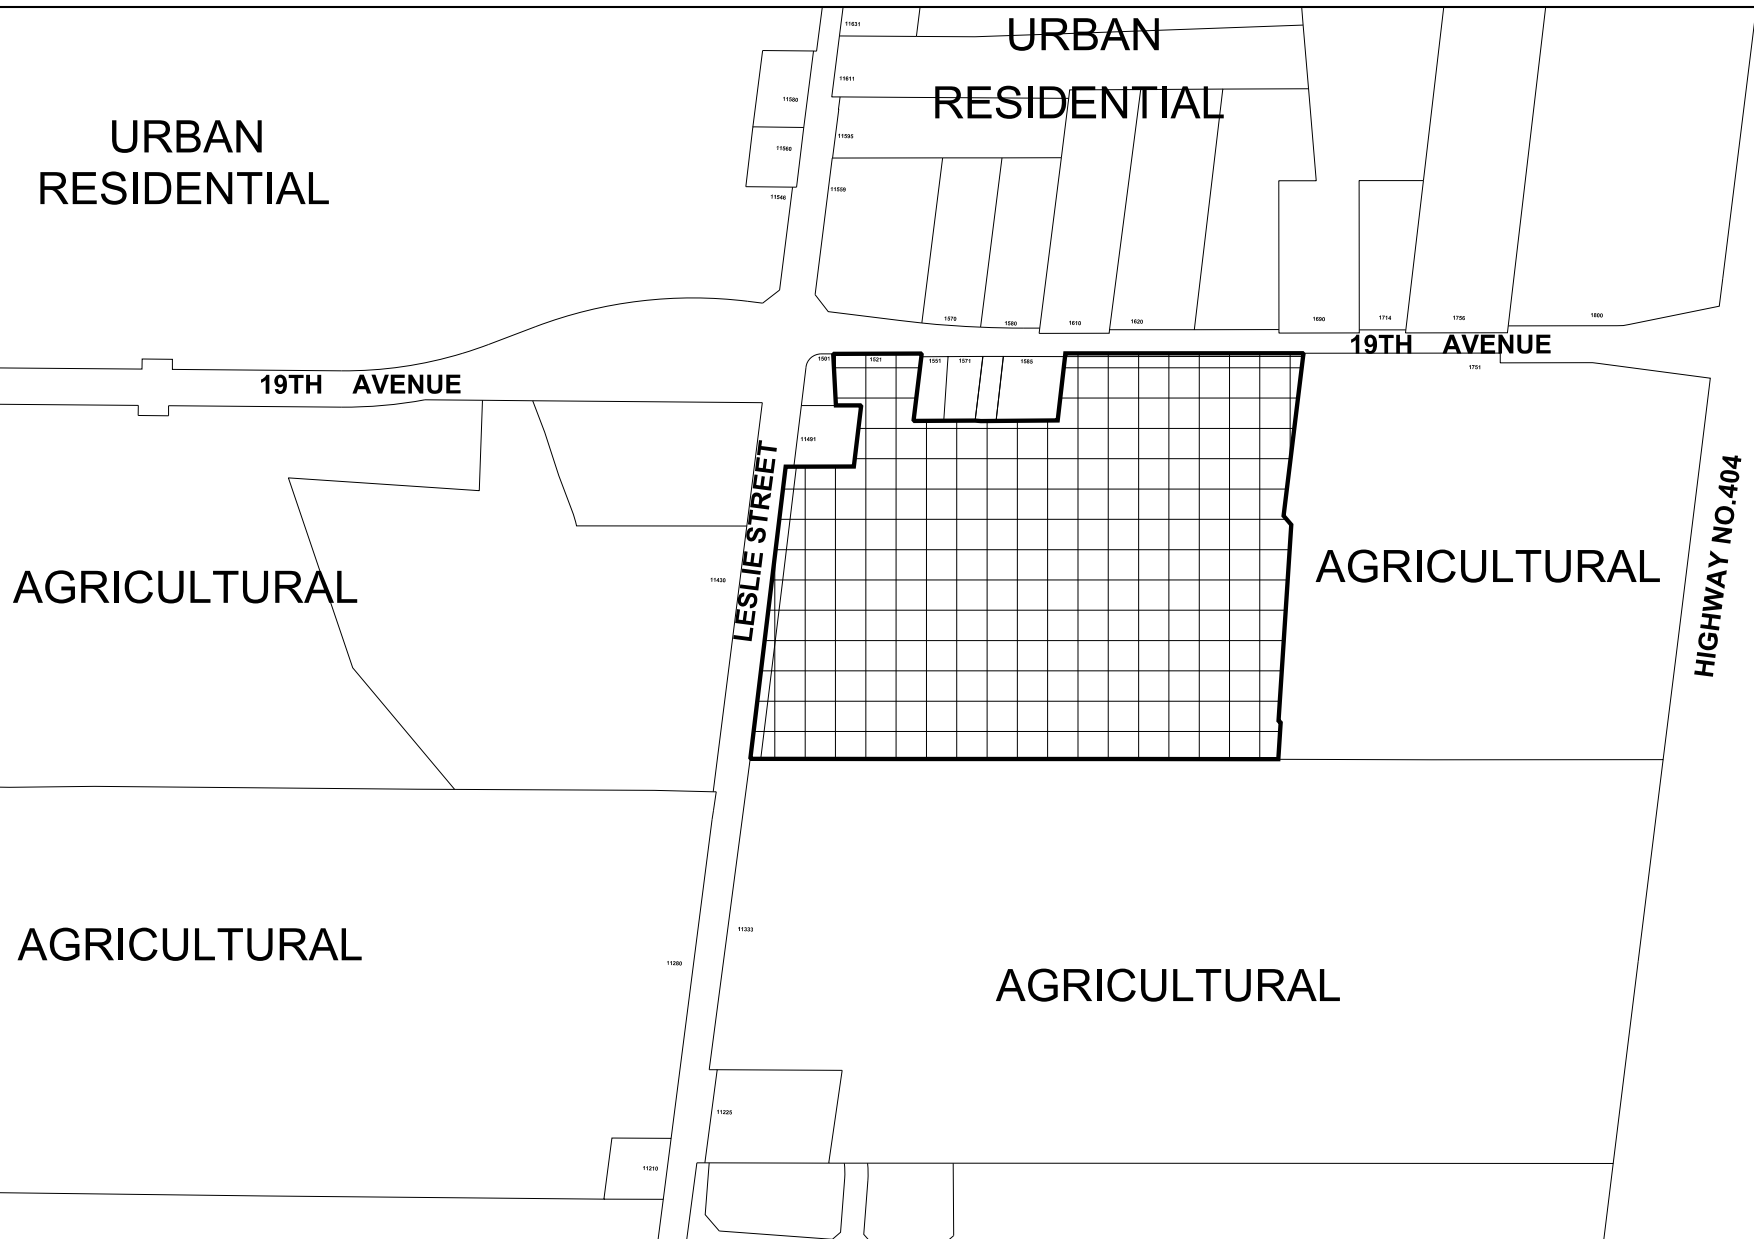 11631
URBAN
RESIDENTIAL
11611
11580
11595
11560
11559
11546
URBAN
RESIDENTIAL
1570
1580
1610
1620
1690
1714
1756
1800
19TH AVENUE
19TH AVENUE
1501
1521
1551
1571
1585
1751
11491
LESLIE STREET
HIGHWAY NO.404
11430
AGRICULTURAL
AGRICULTURAL
11333
11280
AGRICULTURAL
AGRICULTURAL
11225
11210